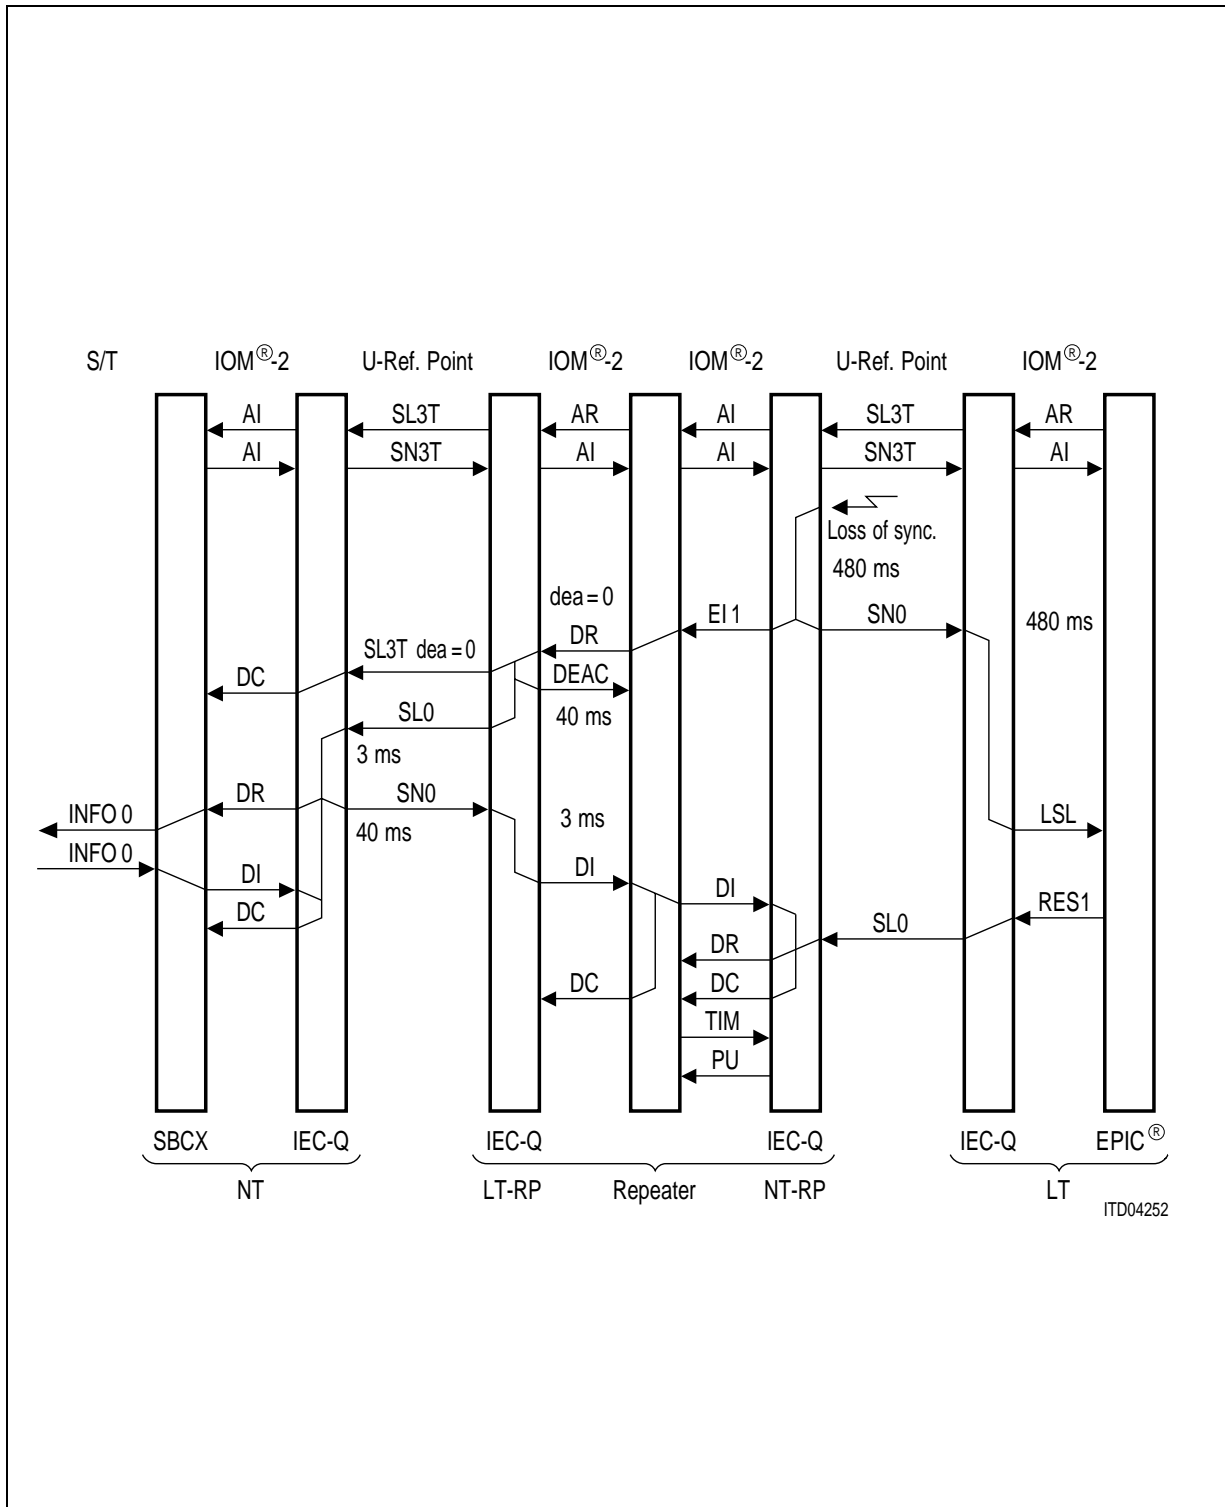 S/T IOM®-2 U-Ref. Point IOM®-2 IOM®-2 U-Ref. Point IOM®-2
AI SL3T AR AI SL3T AR
AI SN3T AI AI SN3T AI
Loss of sync.
480 ms
dea = 0
EI 1 SN0 480 ms
DR
SL3T dea = 0
DC DEAC
SL0 40 ms
3 ms
DR SN0
INFO 0 40 ms 3 ms LSL
INFO 0
DI DI DI
DC RES1
SL0
DR
DC DC
TIM
PU
SBCX IEC-Q IEC-Q IEC-Q IEC-Q EPIC®
NT LT-RP Repeater NT-RP LT
ITD04252